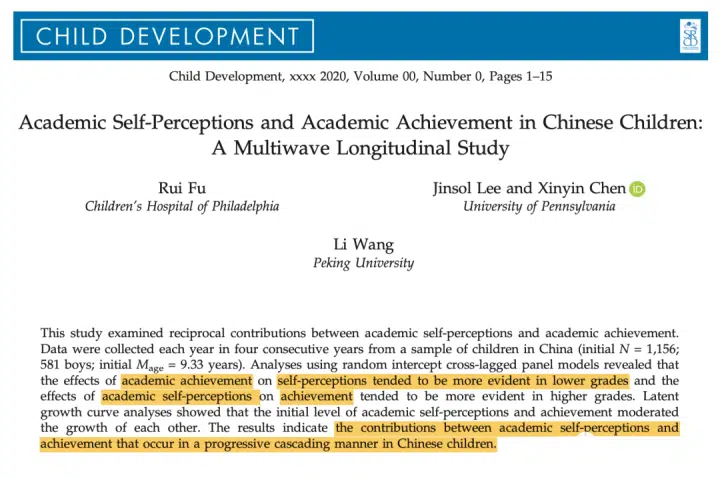 CHILD DEVELOPMENT
Child Development, xxxx 2020, Volume 00, Number 0, Pages 1–15
Academic Self-Perceptions and Academic Achievement in Chinese Children:
A Multiwave Longitudinal Study
Rui Fu
Children's Hospital of Philadelphia
Jinsol Lee and Xinyin Chen iD
University of Pennsylvania
Li Wang
Peking University
This study examined reciprocal contributions between academic self-perceptions and academic achievement.
Data were collected each year in four consecutive years from a sample of children in China (initial N = 1,156;
581 boys; initial Mage = 9.33 years). Analyses using random intercept cross-lagged panel models revealed that
the effects of academic achievement on self-perceptions tended to be more evident in lower grades and the
effects of academic self-perceptions on achievement tended to be more evident in higher grades. Latent
growth curve analyses showed that the initial level of academic self-perceptions and achievement moderated
the growth of each other. The results indicate the contributions between academic self-perceptions and
achievement that occur in a progressive cascading manner in Chinese children.